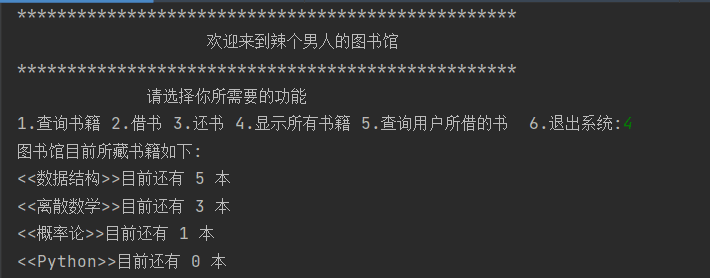 **************************************************
欢迎来到辣个男人的图书馆
**************************************************
请选择你所需要的功能
1.查询书籍 2.借书 3.还书 4.显示所有书籍 5.查询用户所借的书  6.退出系统:4
图书馆目前所藏书籍如下:
<<数据结构>>目前还有 5 本
<<离散数学>>目前还有 3 本
<<概率论>>目前还有 1 本
<<Python>>目前还有 0 本